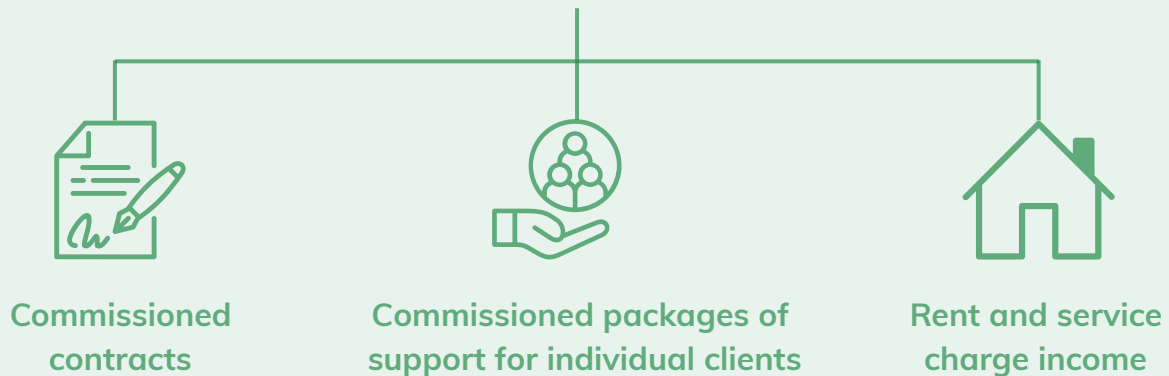 Commissioned
contracts
Commissioned packages of
support for individual clients
Rent and service
charge income